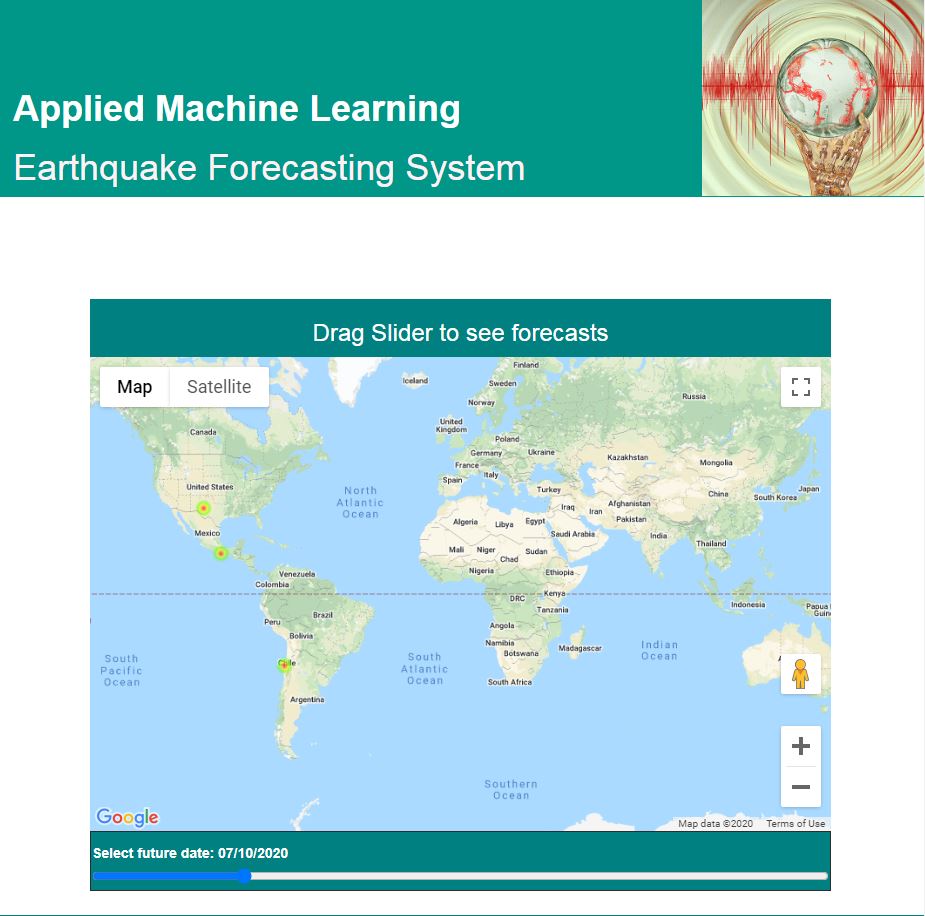 Applied Machine Learning
Earthquake Forecasting System
Drag Slider to see forecasts
Map
Satellite
Finland
Iceland
Sweden
Russia
Norway
Canada
United
Kingdom
Poland
Germany
Ukraine
Kazakhstan
Mongolia
France
Italy
Spain
United States
North
Atlantic
Ocean
Turkey
China
Japan
South Korea
Iraq
Iran
Afghanistan
Pakistan
Algeria
Libya
Egypt
Saudi Arabia
India
Thailand
Mexico
Mali
Niger
Chad
Sudan
Nigeria
Ethiopia
Venezuela
Colombia
DRC
Kenya
Tanzania
Indonesia
Papua
Brazil
Peru
Bolivia
Angola
Namibia
Botswana
Madagascar
South
Pacific
Ocean
Chile
South
Atlantic
Ocean
Indian
Ocean
South Africa
Argentina
Southern
Ocean
Google
Map data ©2020
Terms of Use
Select future date: 07/10/2020